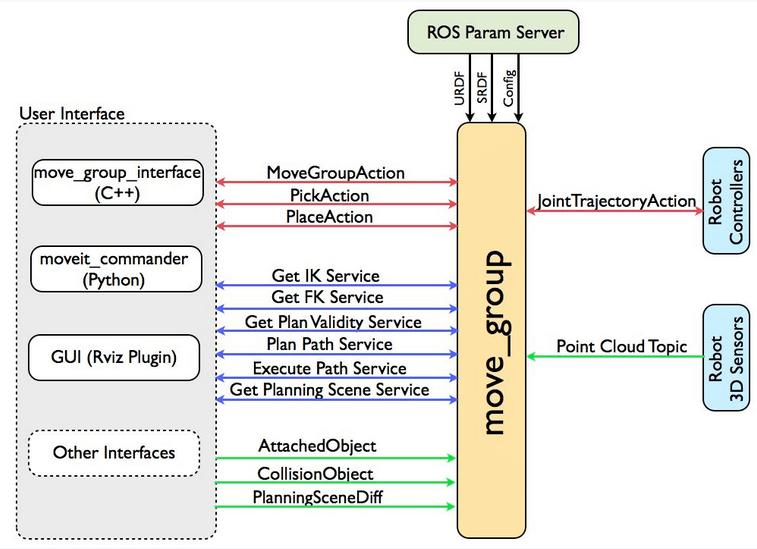 ROS Param Server
URDF
SRDF
Config
User Interface
move_group_interface
(C++)
moveit_commander
(Python)
GUI (Rviz Plugin)
Other Interfaces
MoveGroupAction
PickAction
PlaceAction
Get IK Service
Get FK Service
Get Plan Validity Service
Plan Path Service
Execute Path Service
Get Planning Scene Service
AttachedObject
CollisionObject
PlanningSceneDiff
move_group
JointTrajectoryAction
Robot
Controllers
Point Cloud Topic
Robot
3D Sensors